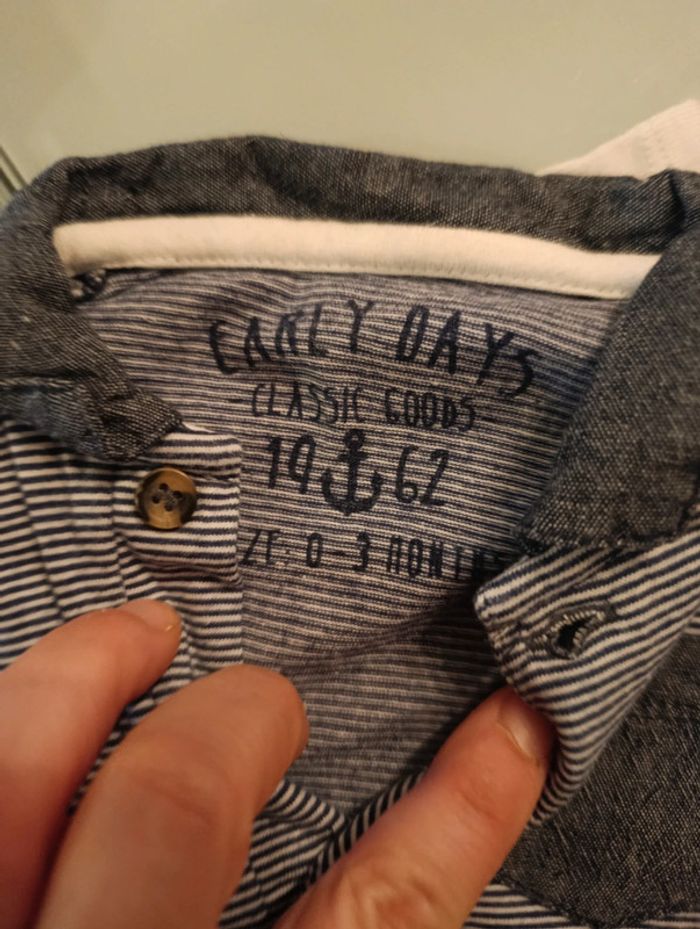 EARLY DAYS
CLASSIC GOODS
19 62
ZE: 0-3 MONTH